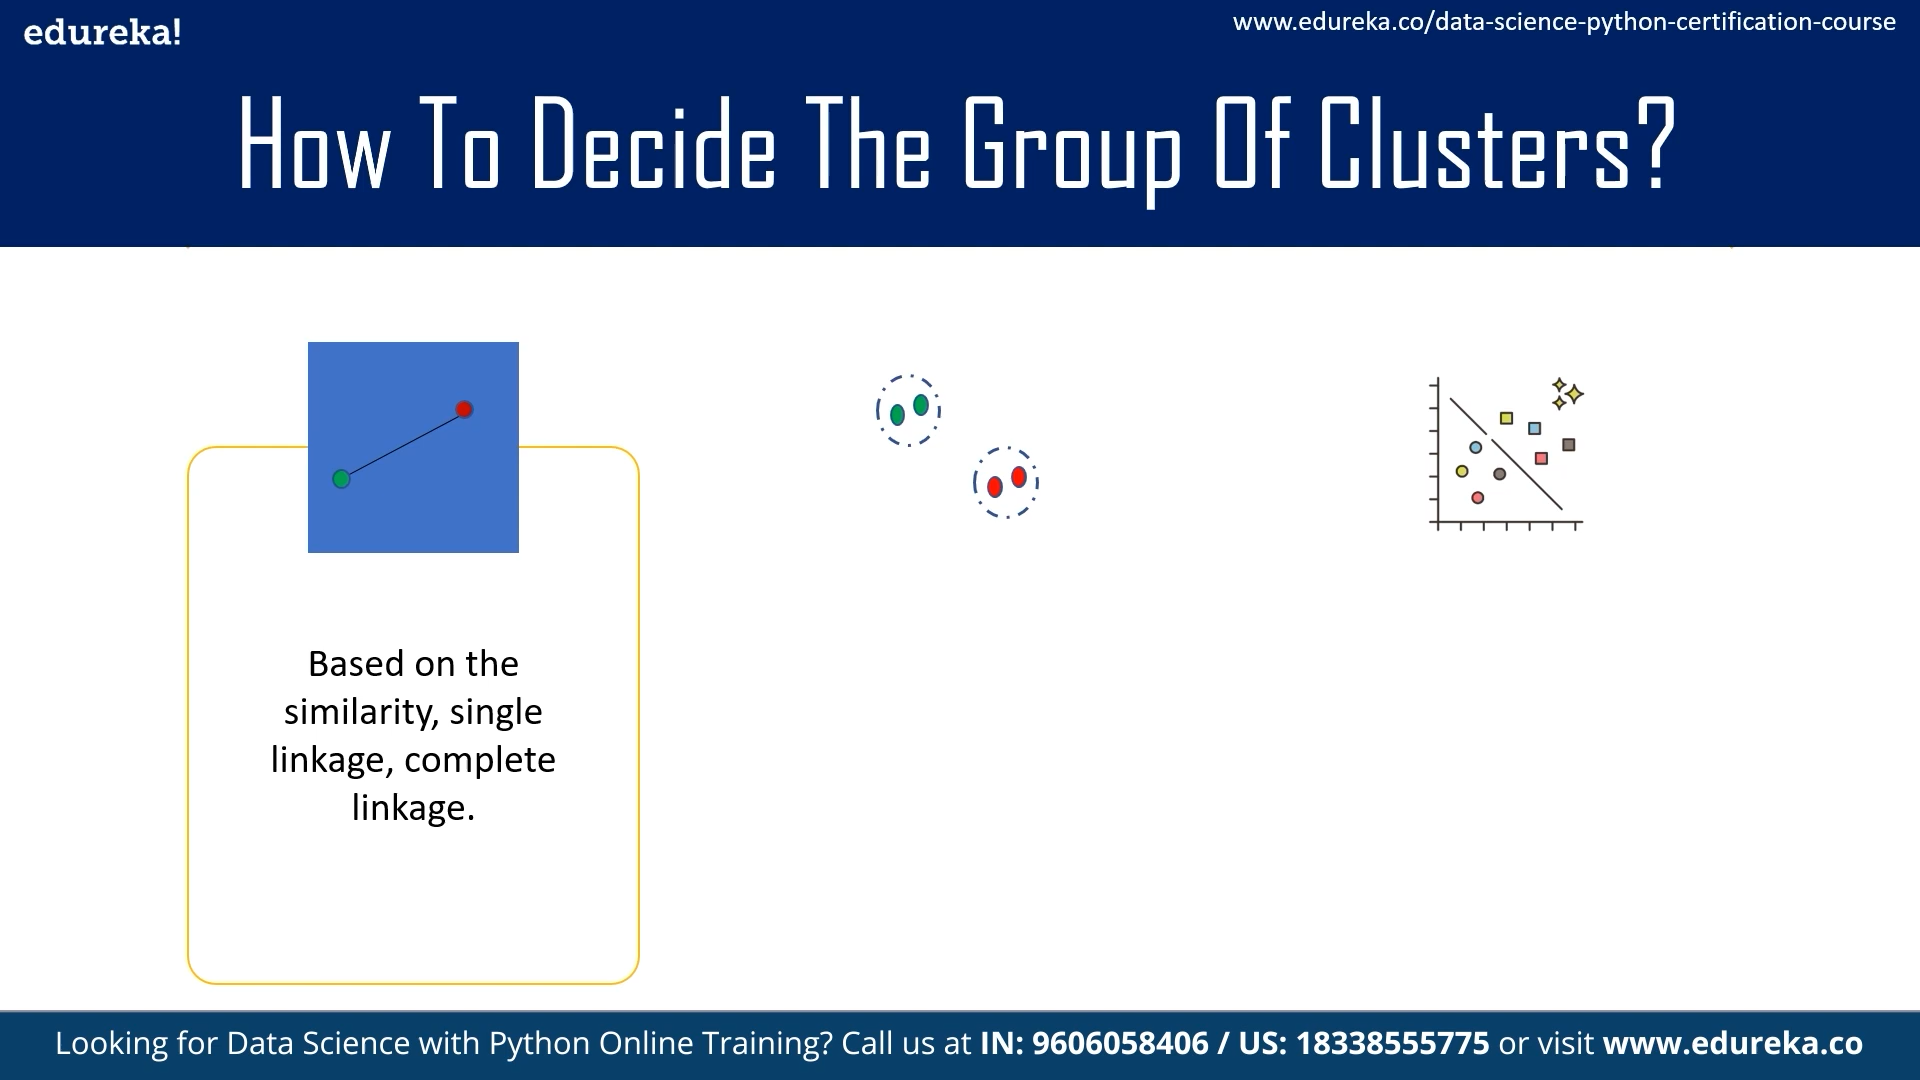 edureka!
www.edureka.co/data-science-python-certification-course
How To Decide The Group Of Clusters?
Based on the
similarity, single
linkage, complete
linkage.
Looking for Data Science with Python Online Training? Call us at IN: 9606058406 / US: 18338555775 or visit www.edureka.co